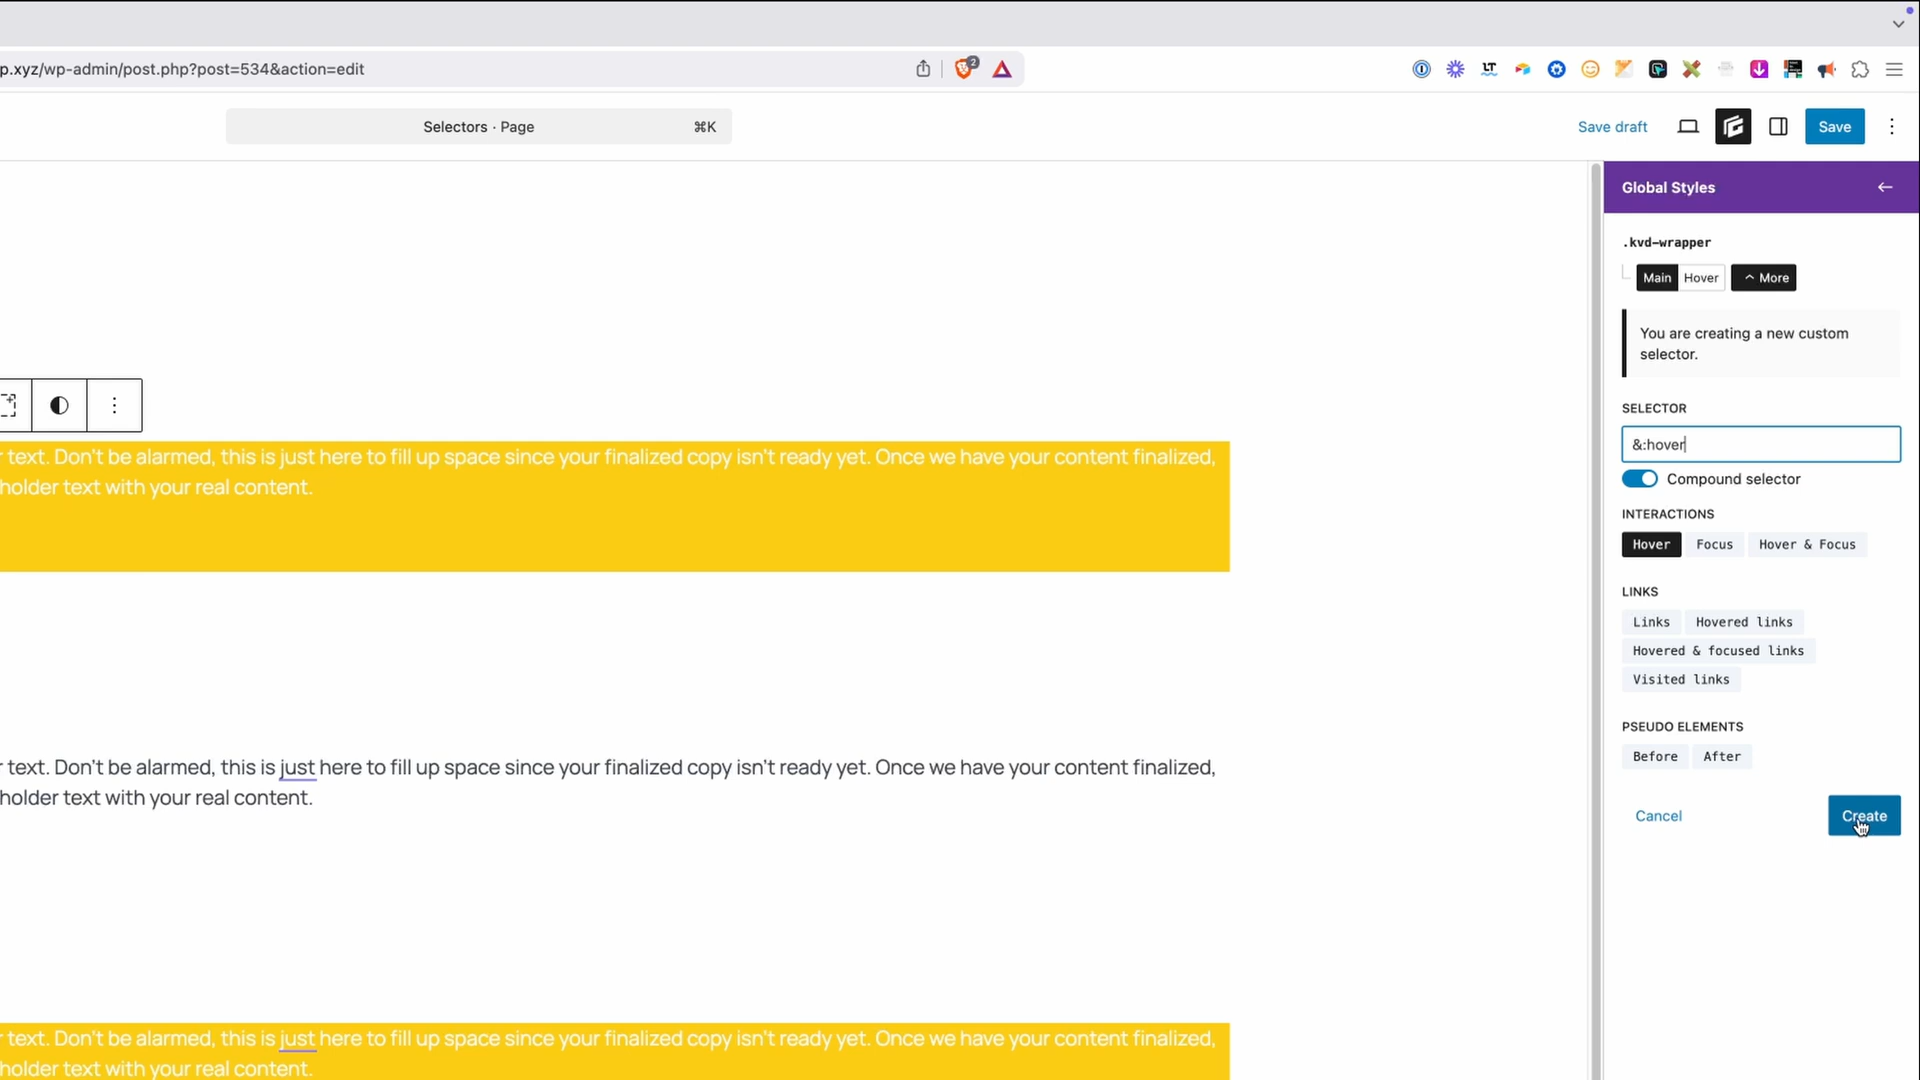 p.xyz/wp-admin/post.php?post=534&action=edit
2
LT
Selectors · Page ⌘K
Save draft
Save
Global Styles
.kvd-wrapper
Main Hover More
You are creating a new custom
selector.
SELECTOR
&:hover
Compound selector
INTERACTIONS
Hover Focus Hover & Focus
LINKS
Links Hovered links
Hovered & focused links
Visited links
PSEUDO ELEMENTS
Before After
Cancel Create
r text. Don't be alarmed, this is just here to fill up space since your finalized copy isn't ready yet. Once we have your content finalized,
holder text with your real content.
r text. Don't be alarmed, this is just here to fill up space since your finalized copy isn't ready yet. Once we have your content finalized,
holder text with your real content.
r text. Don't be alarmed, this is just here to fill up space since your finalized copy isn't ready yet. Once we have your content finalized,
holder text with your real content.